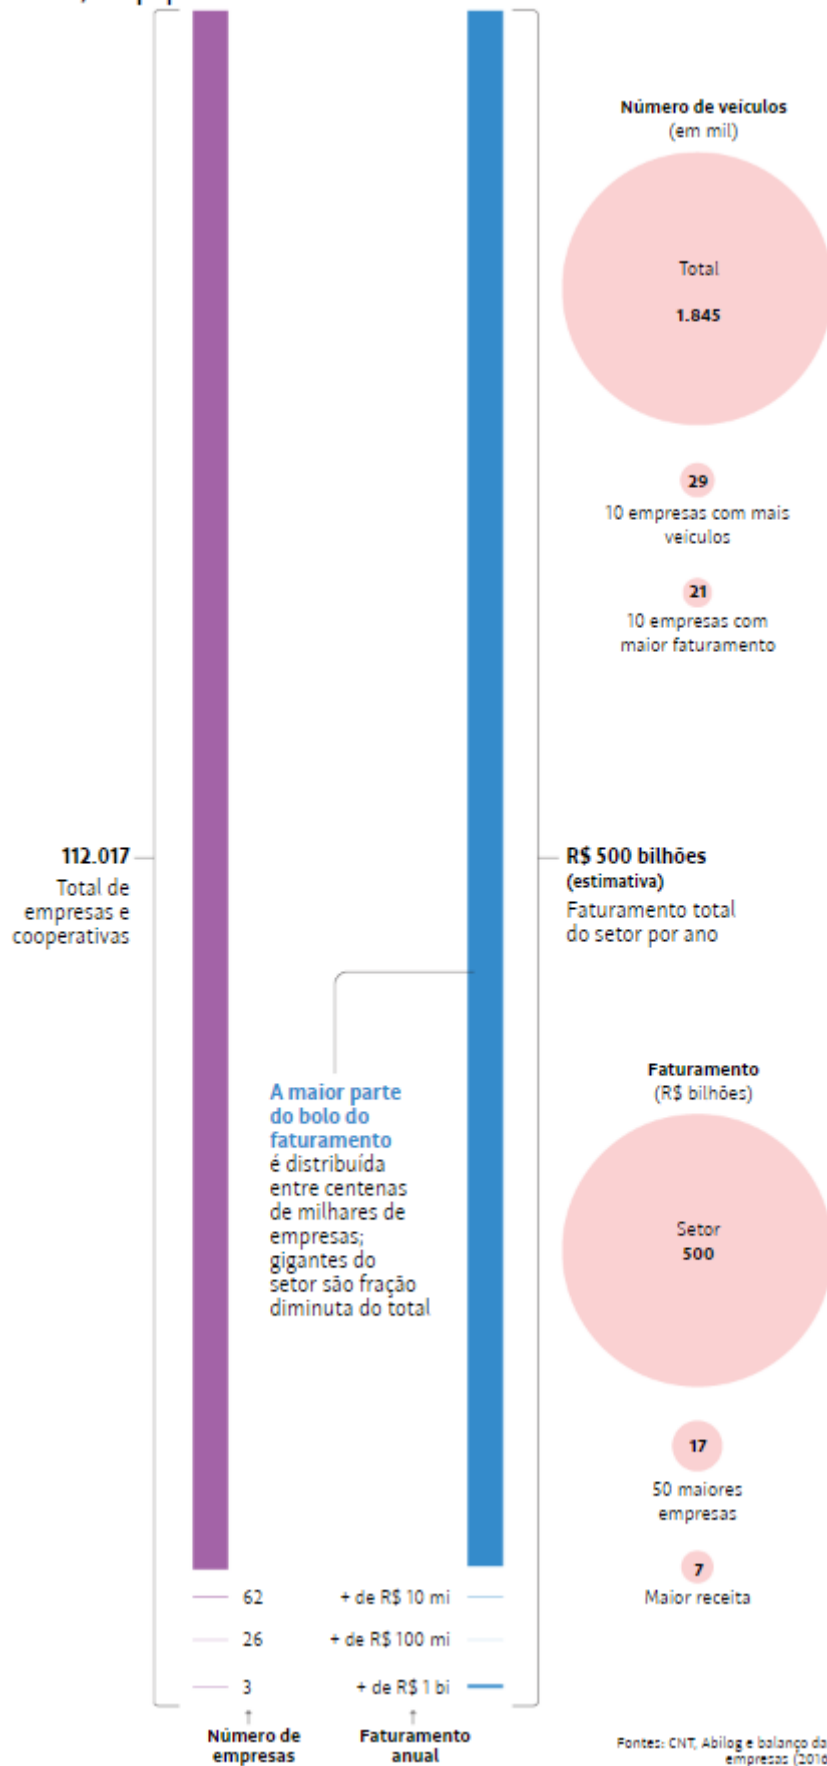 Número de veículos
(em mil)
Total
1.845
29
10 empresas com mais
veículos
21
10 empresas com
maior faturamento
112.017
Total de
empresas e
cooperativas
R$ 500 bilhões
(estimativa)
Faturamento total
do setor por ano
A maior parte
do bolo do
faturamento
é distribuída
entre centenas
de milhares de
empresas;
gigantes do
setor são fração
diminuta do total
Faturamento
(R$ bilhões)
Setor
500
17
50 maiores
empresas
7
Maior receita
62 + de R$ 10 mi
26 + de R$ 100 mi
3 + de R$ 1 bi
↑ ↑
Número de
empresas
Faturamento
anual
Fontes: CNT, Abilog e balanço da
empresas (2016